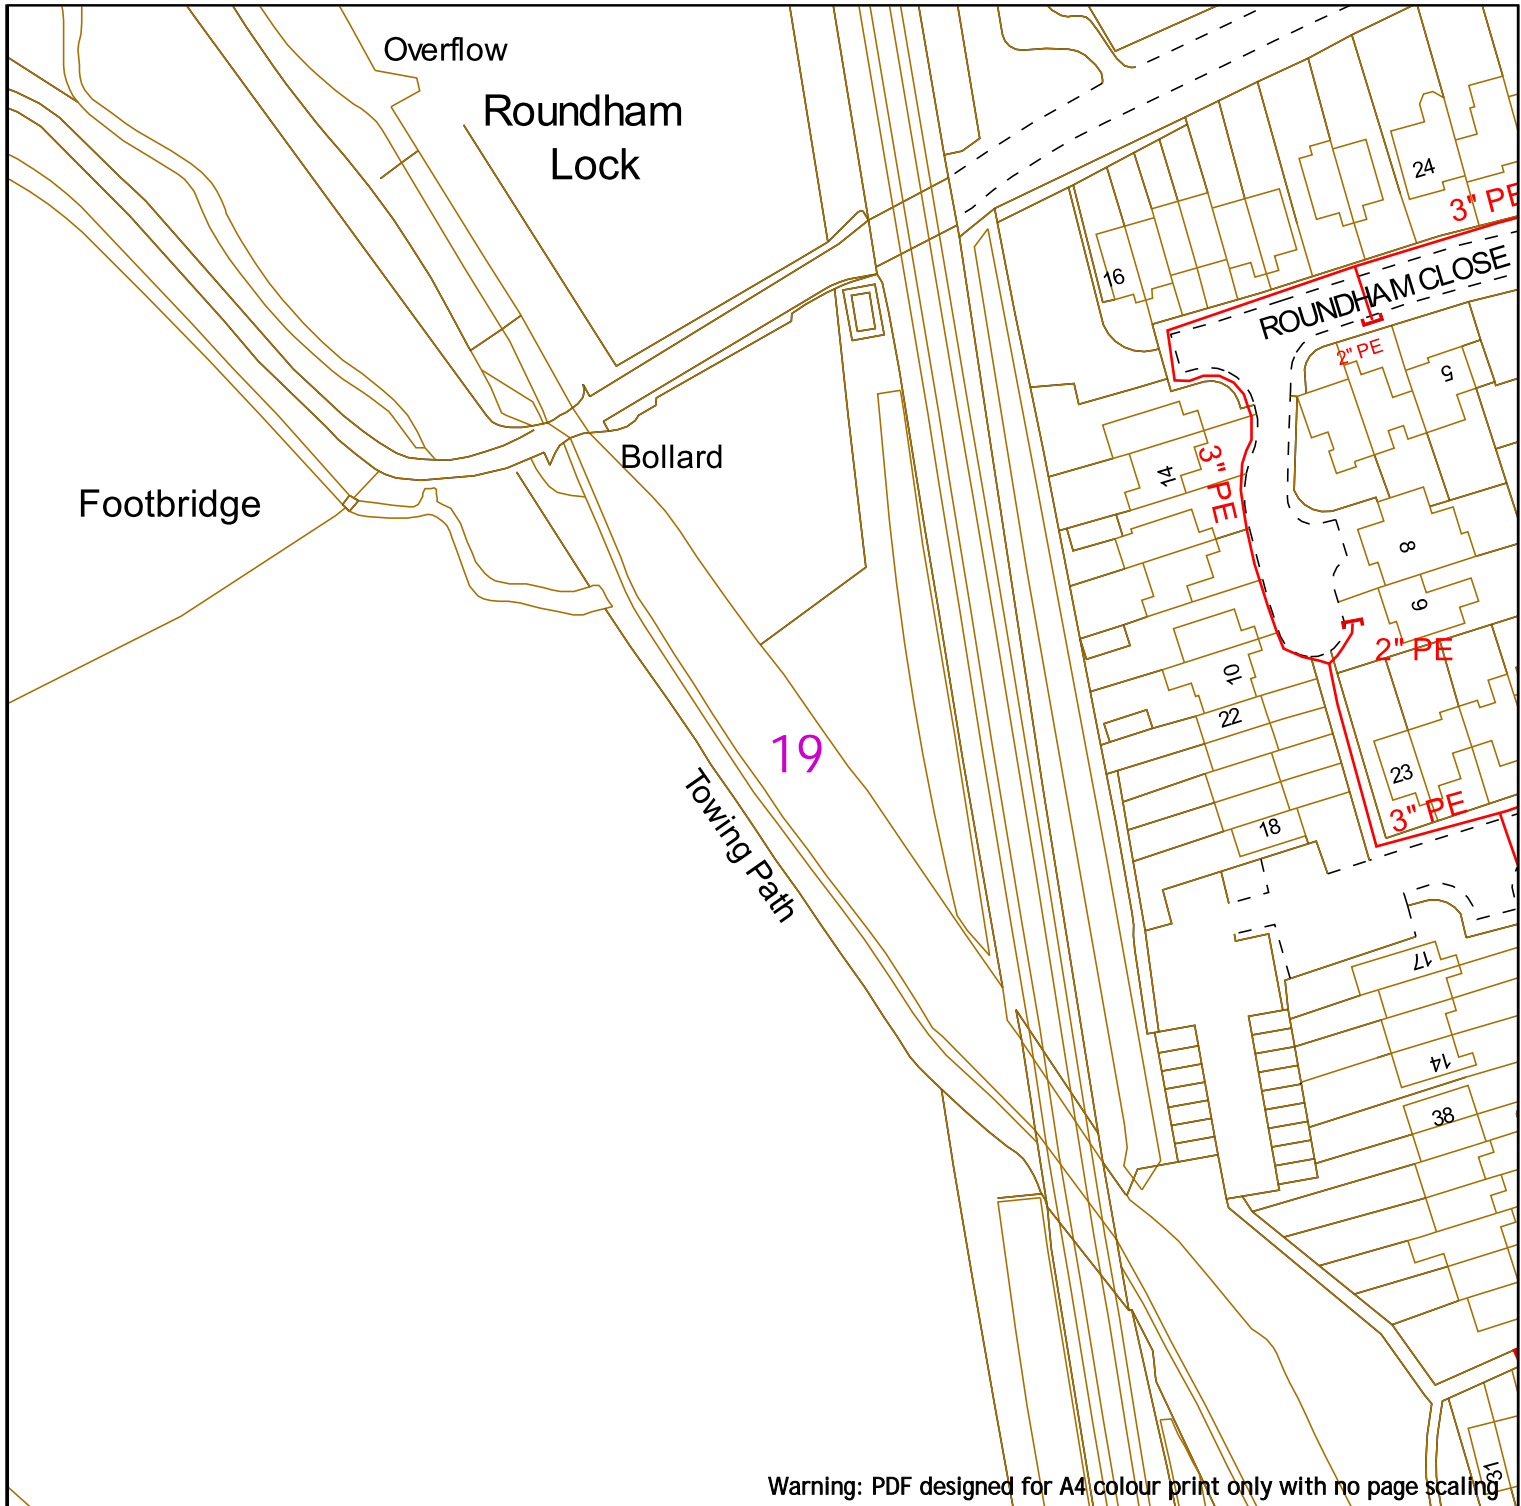 Overflow
Roundham
Lock
24
3" PE
16
ROUNDHAM CLOSE
2" PE
5
Bollard
14
3" PE
Footbridge
8
9
2" PE
10
22
19
23
3" PE
Towing Path
18
17
14
38
31
Warning: PDF designed for A4 colour print only with no page scaling